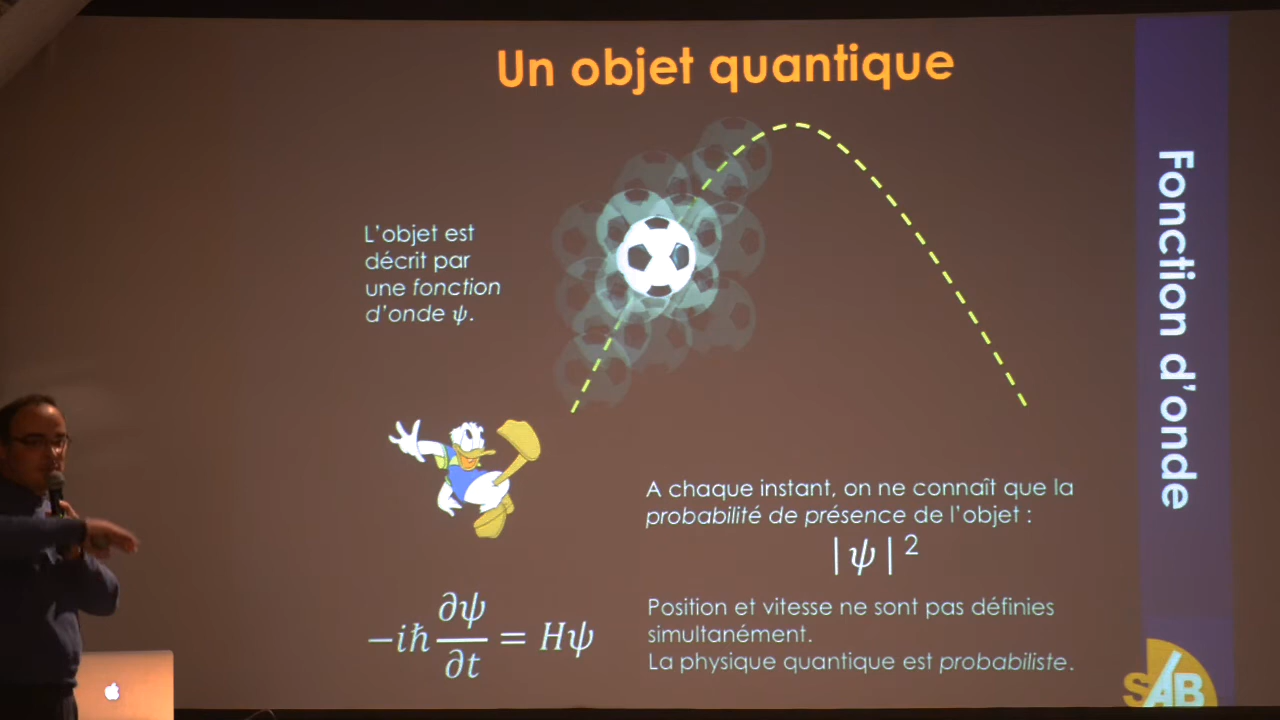 Un objet quantique
L'objet est
décrit par
une fonction
d'onde ψ.
A chaque instant, on ne connaît que la
probabilité de présence de l'objet :
|ψ|²
−iħ ∂ψ/∂t = Hψ
Position et vitesse ne sont pas définies
simultanément.
La physique quantique est probabiliste.
Fonction d'onde
SAB